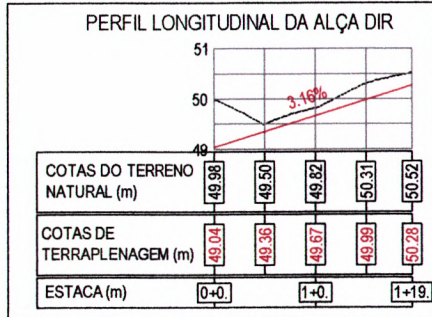 PERFIL LONGITUDINAL DA ALÇA DIR
51
50
49
3.16%
COTAS DO TERRENO
NATURAL (m)
49.98 49.50 49.82 50.31 50.52
COTAS DE
TERRAPLENAGEM (m)
49.04 49.36 49.67 49.99 50.28
ESTACA (m) 0+0. 1+0. 1+19.